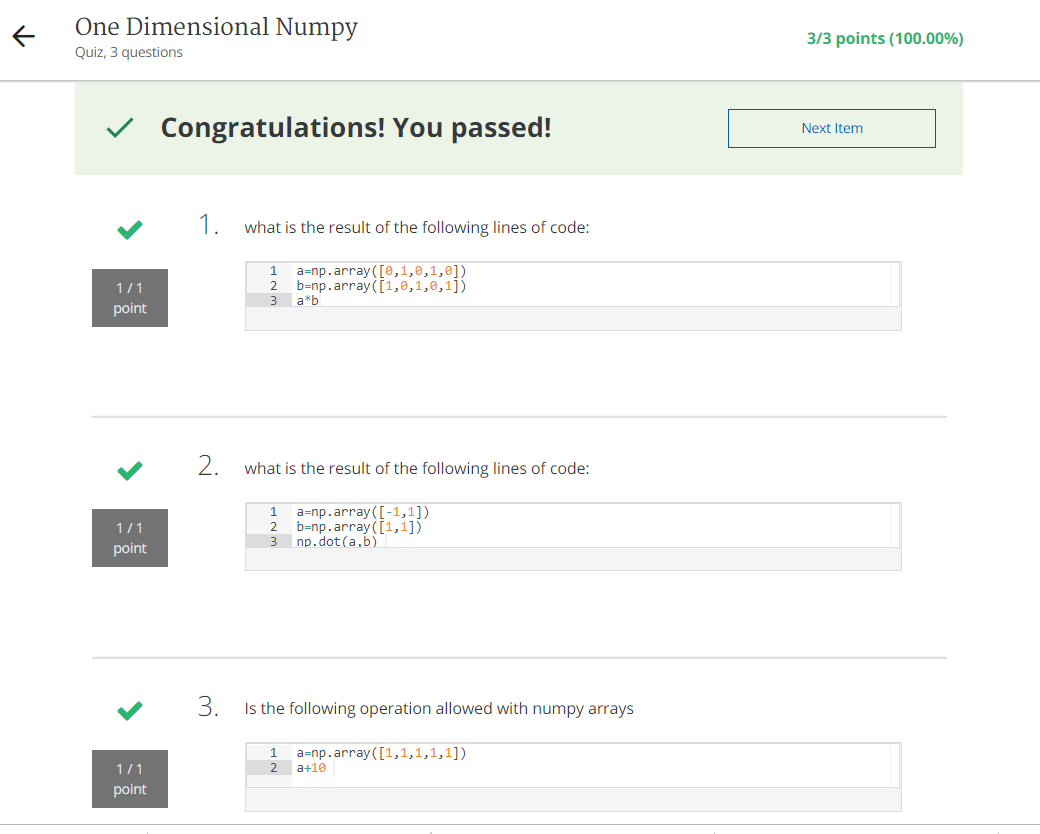 One Dimensional Numpy
Quiz, 3 questions
3/3 points (100.00%)
Congratulations! You passed!
Next Item
1.
what is the result of the following lines of code:
1 / 1
point
1 a=np.array([0,1,0,1,0])
2 b=np.array([1,0,1,0,1])
3 a*b
2.
what is the result of the following lines of code:
1 / 1
point
1 a=np.array([-1,1])
2 b=np.array([1,1])
3 np.dot(a,b)
3.
Is the following operation allowed with numpy arrays
1 / 1
point
1 a=np.array([1,1,1,1,1])
2 a+10